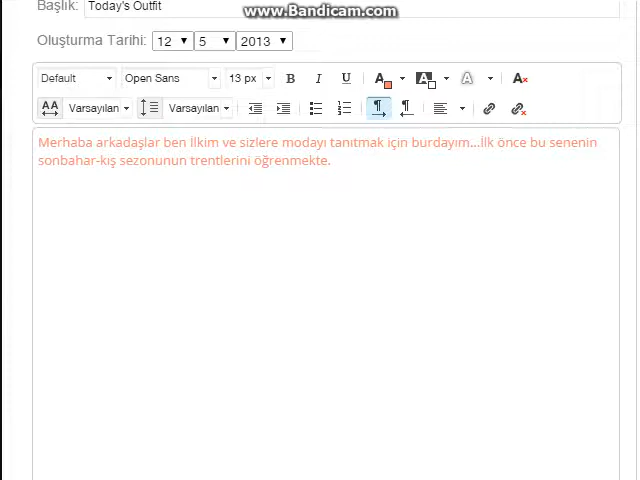 www.Bandicam.com
Başlık: Today's Outfit
Oluşturma Tarihi: 12 5 2013
Default Open Sans 13 px B I U A A A A
AA Varsayılan Varsayılan
Merhaba arkadaşlar ben İlkim ve sizlere modayı tanıtmak için burdayım...İlk önce bu senenin
sonbahar-kış sezonunun trentlerini öğrenmekte.